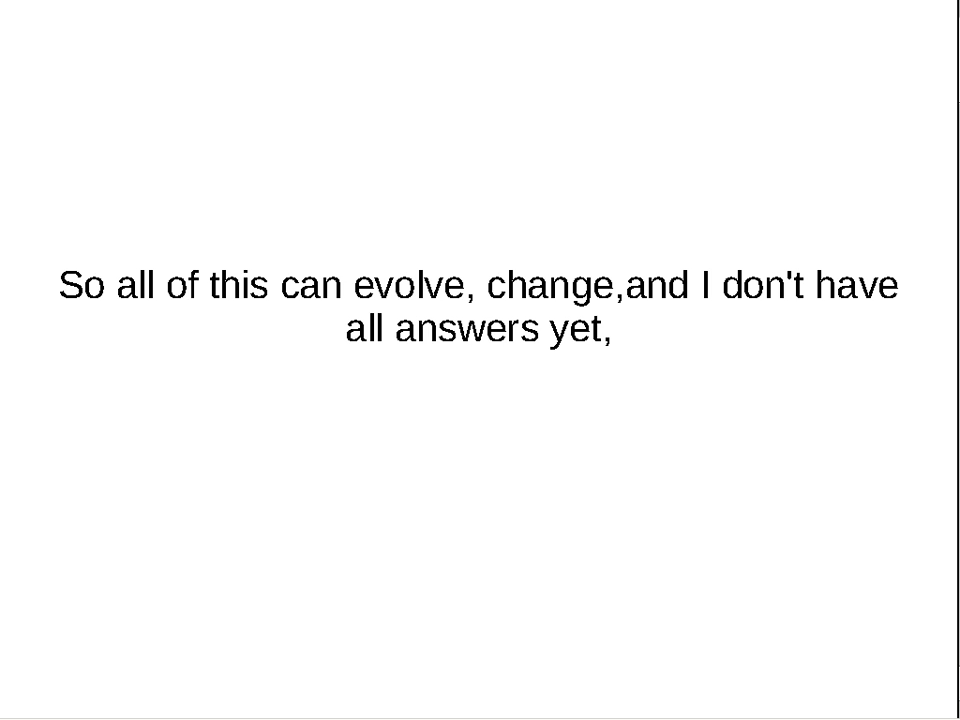 So all of this can evolve, change,and I don't have
all answers yet,